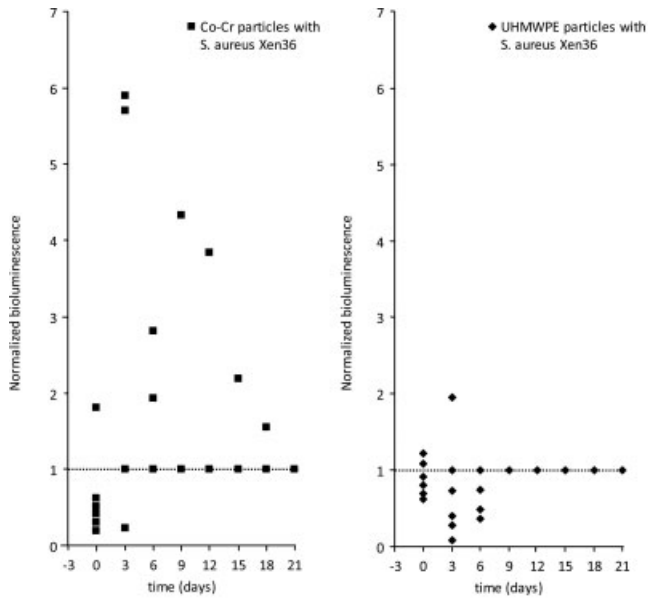 7
6
5
4
3
2
1
0
Normalized bioluminescence
-3 0 3 6 9 12 15 18 21
time (days)
Co-Cr particles with
S. aureus Xen36
7
6
5
4
3
2
1
0
Normalized bioluminescence
-3 0 3 6 9 12 15 18 21
time (days)
UHMWPE particles with
S. aureus Xen36